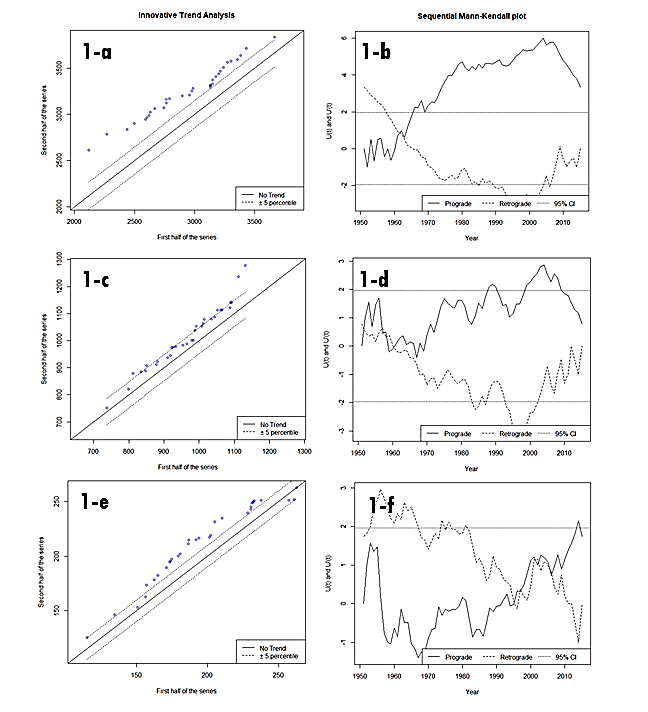 Innovative Trend Analysis
Sequential Mann-Kendall plot
1-a
Second half of the series
2000 2500 3000 3500
2000 2500 3000 3500
First half of the series
No Trend
± 5 percentile
1-b
U(t) and U'(t)
-2 0 2 4 6
1950 1960 1970 1980 1990 2000 2010
Year
Prograde Retrograde 95% CI
1-c
Second half of the series
700 800 900 1000 1100 1200 1300
700 800 900 1000 1100 1200 1300
First half of the series
No Trend
± 5 percentile
1-d
U(t) and U'(t)
-3 -2 -1 0 1 2 3
1950 1960 1970 1980 1990 2000 2010
Year
Prograde Retrograde 95% CI
1-e
Second half of the series
150 200 250
150 200 250
First half of the series
No Trend
± 5 percentile
1-f
U(t) and U'(t)
-1 0 1 2 3
1950 1960 1970 1980 1990 2000 2010
Year
Prograde Retrograde 95% CI